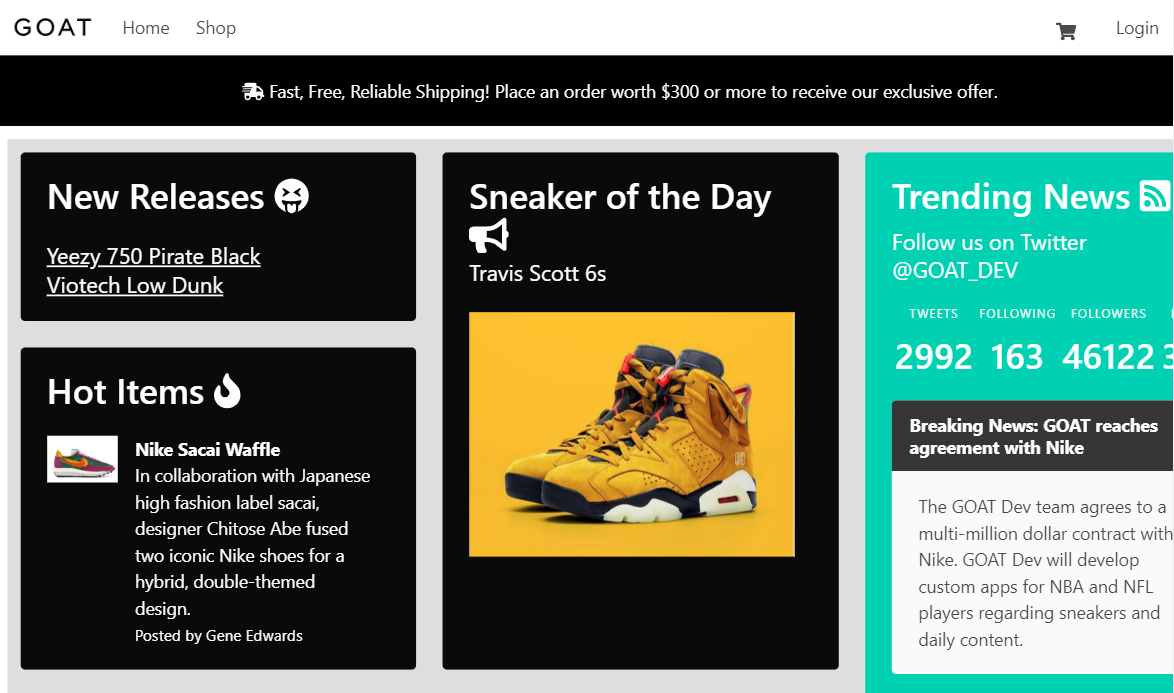 GOAT
Home
Shop
Login
Fast, Free, Reliable Shipping! Place an order worth $300 or more to receive our exclusive offer.
New Releases
Yeezy 750 Pirate Black
Viotech Low Dunk
Hot Items
Nike Sacai Waffle
In collaboration with Japanese
high fashion label sacai,
designer Chitose Abe fused
two iconic Nike shoes for a
hybrid, double-themed
design.
Posted by Gene Edwards
Sneaker of the Day
Travis Scott 6s
Trending News
Follow us on Twitter
@GOAT_DEV
TWEETS
FOLLOWING
FOLLOWERS
2992
163
46122
Breaking News: GOAT reaches
agreement with Nike
The GOAT Dev team agrees to a
multi-million dollar contract with
Nike. GOAT Dev will develop
custom apps for NBA and NFL
players regarding sneakers and
daily content.